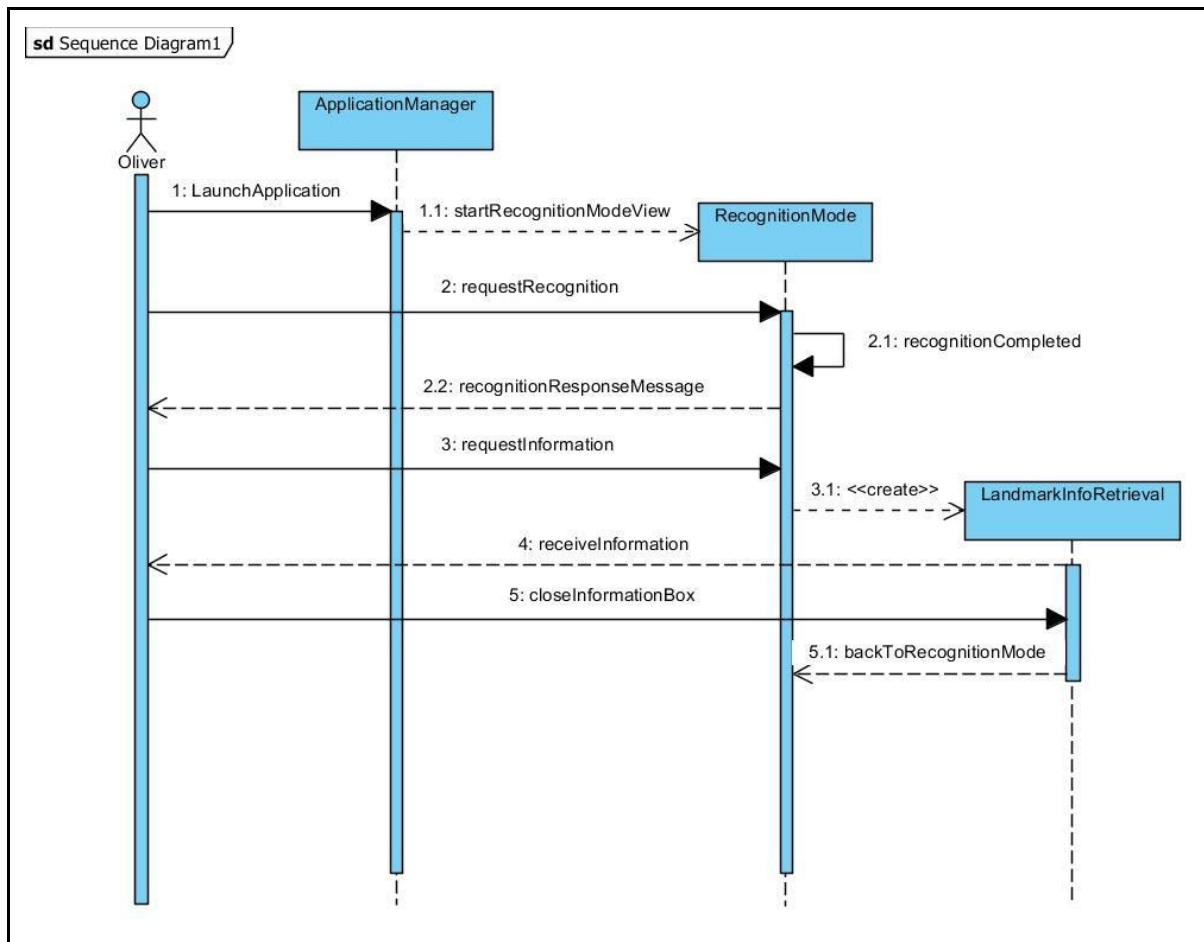 sd Sequence Diagram1
ApplicationManager
Oliver
1: LaunchApplication
1.1: startRecognitionModeView
RecognitionMode
2: requestRecognition
2.1: recognitionCompleted
2.2: recognitionResponseMessage
3: requestInformation
3.1: <<create>>
LandmarkInfoRetrieval
4: receiveInformation
5: closeInformationBox
5.1: backToRecognitionMode